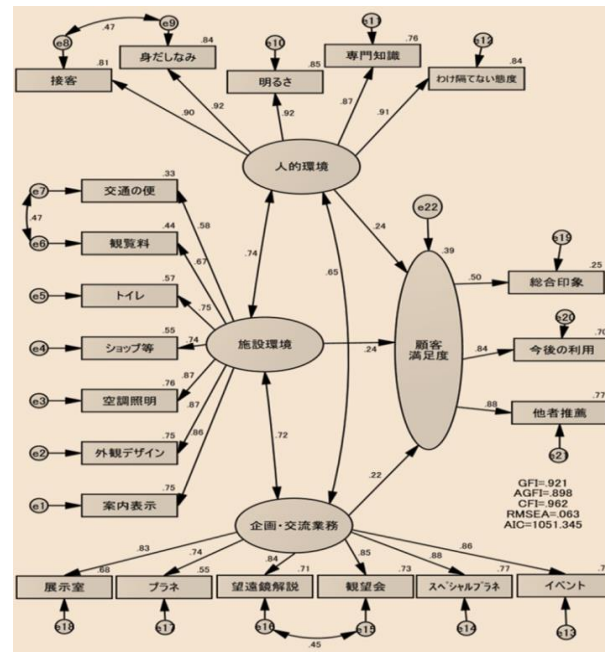 .47
e8
e9
e10
e11
e12
.81
.84
.85
.76
.84
接客
身だしなみ
明るさ
専門知識
わけ隔てない態度
.90
.92
.92
.87
.91
人的環境
e7
.33
交通の便
.58
.47
e6
.44
観覧料
.67
e5
.57
トイレ
.75
e4
.55
ショップ等
.74
e3
.76
空調照明
.87
e2
.75
外観デザイン
.87
e1
.75
案内表示
.86
施設環境
.74
.65
.72
.24
.24
.22
e22
.39
顧客
満足度
e19
.50
.25
総合印象
e20
.84
今後の利用
.88
.77
他者推薦
e21
GFI=.921
AGFI=.898
CFI=.962
RMSEA=.063
AIC=1051.345
企画・交流業務
.83
.74
.84
.85
.88
.86
.68
.55
.71
.73
.77
展示室
プラネ
望遠鏡解説
観望会
スペシャルプラネ
イベント
e18
e17
e16
e15
e14
e13
.45